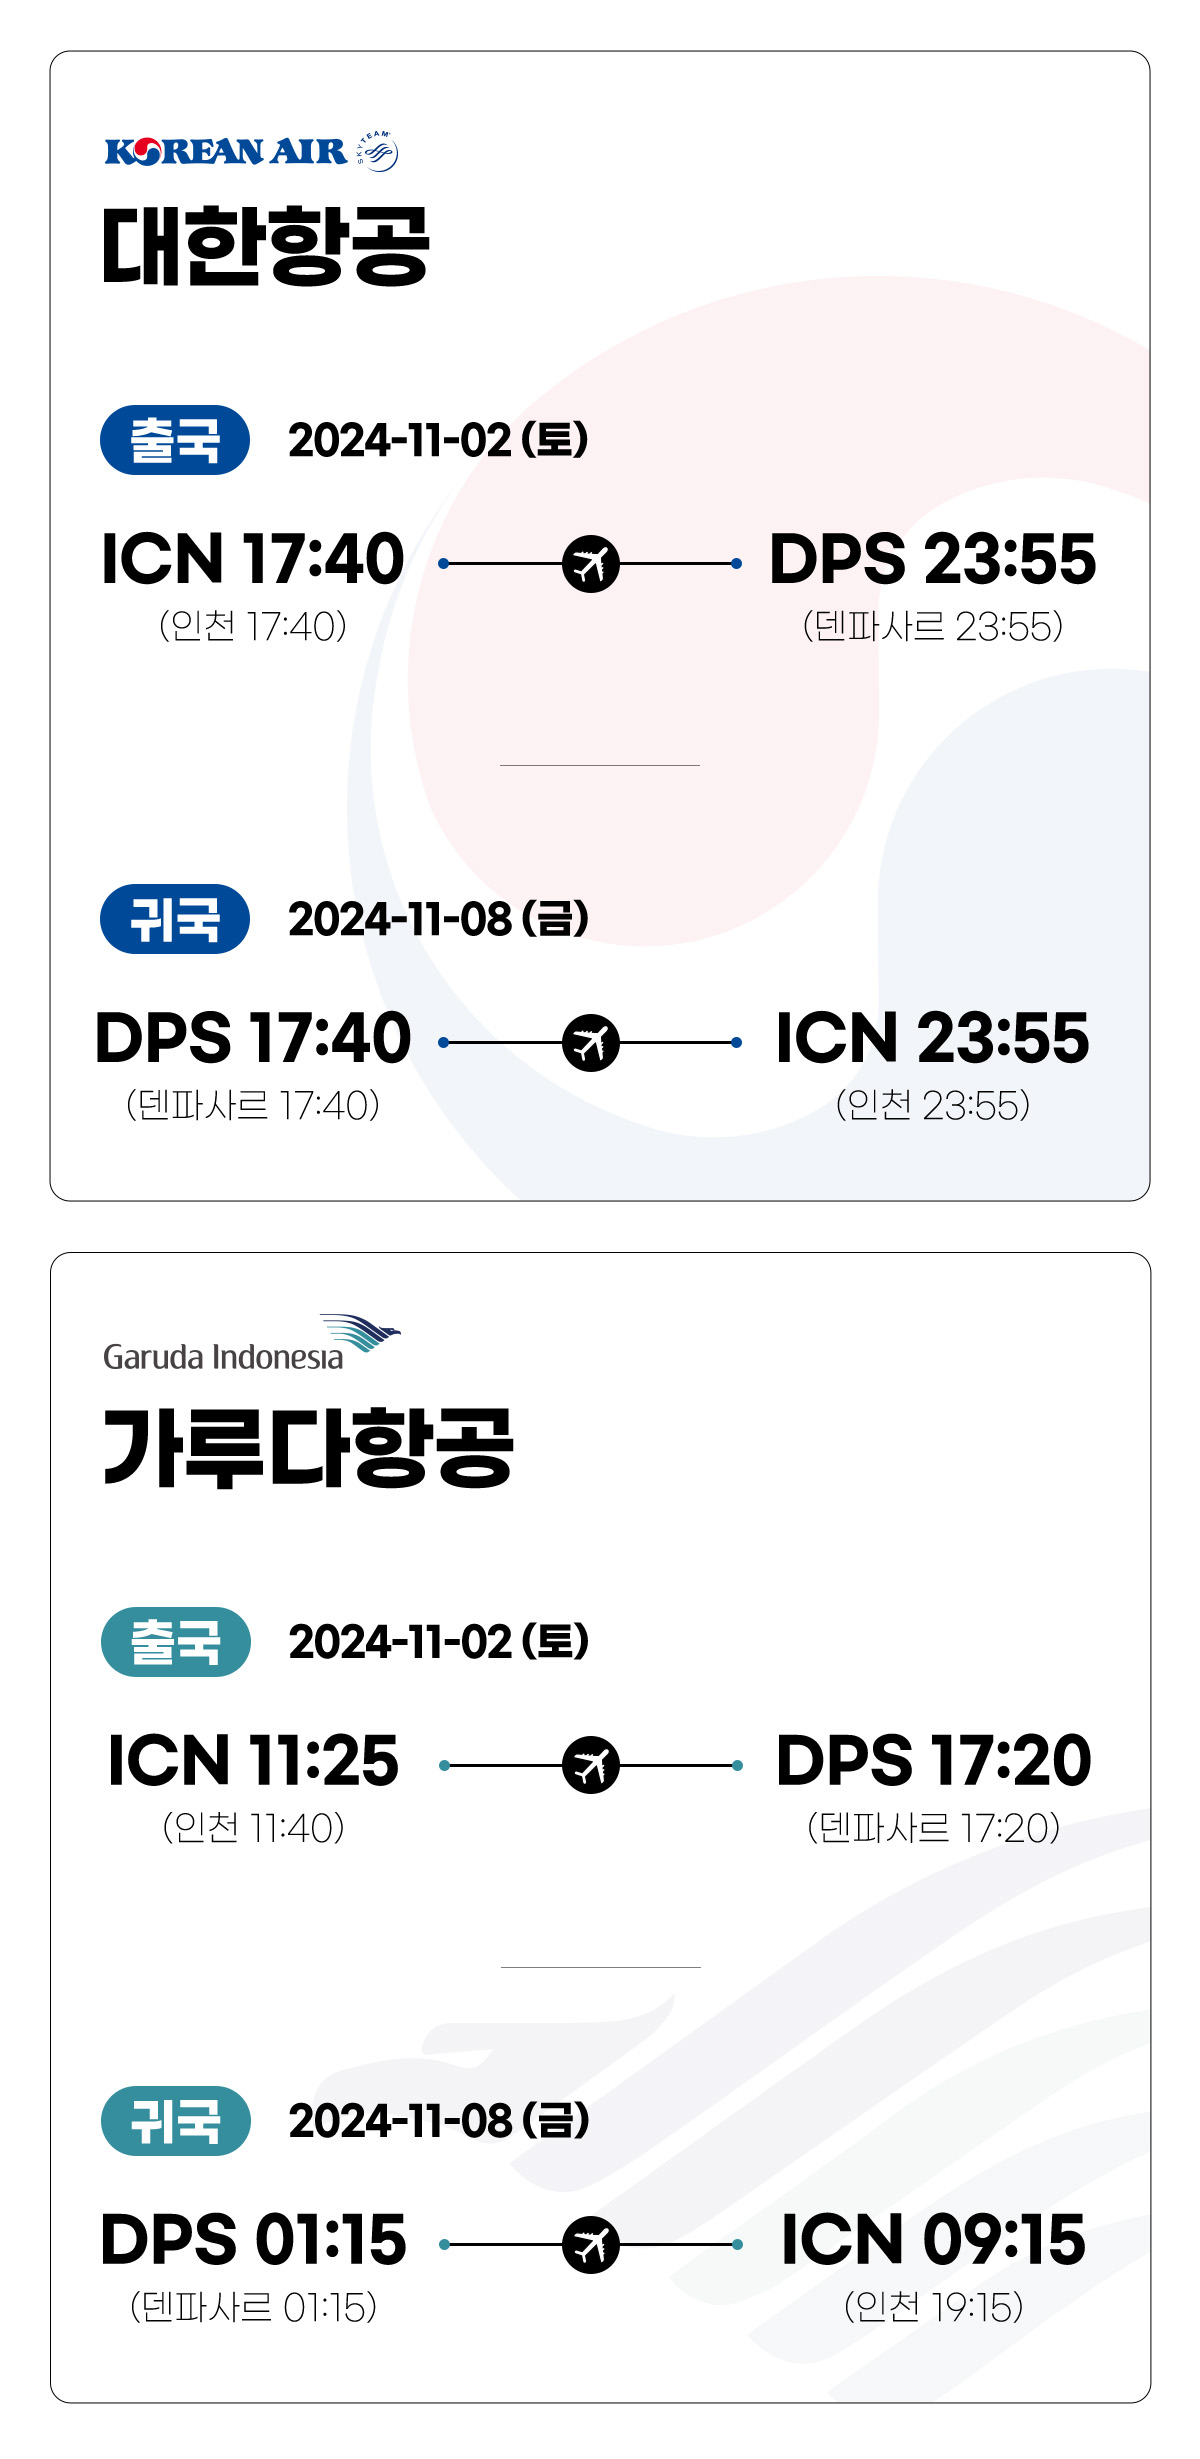 KOREAN AIR SKYTEAM
대한항공
출국 2024-11-02 (토)
ICN 17:40 DPS 23:55
(인천 17:40) (덴파사르 23:55)
귀국 2024-11-08 (금)
DPS 17:40 ICN 23:55
(덴파사르 17:40) (인천 23:55)
Garuda Indonesia
가루다항공
출국 2024-11-02 (토)
ICN 11:25 DPS 17:20
(인천 11:40) (덴파사르 17:20)
귀국 2024-11-08 (금)
DPS 01:15 ICN 09:15
(덴파사르 01:15) (인천 19:15)